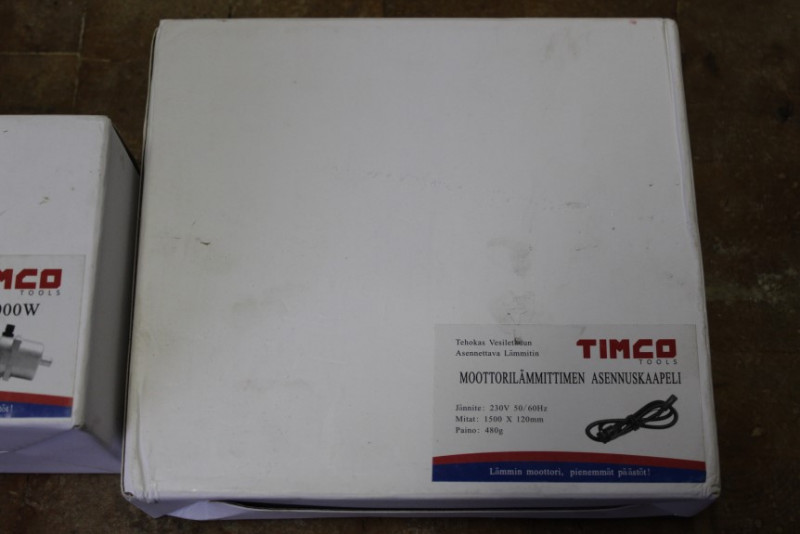 MCO
TOOLS
000W
Tehokas Vesiletkuun
Asennettava Lämmitin
TIMCO
TOOLS
MOOTTORILÄMMITTIMEN ASENNUSKAAPELI
Jännite: 230V 50/60Hz
Mitat: 1500 X 120mm
Paino: 480g
Lämmin moottori, pienemmät päästöt!